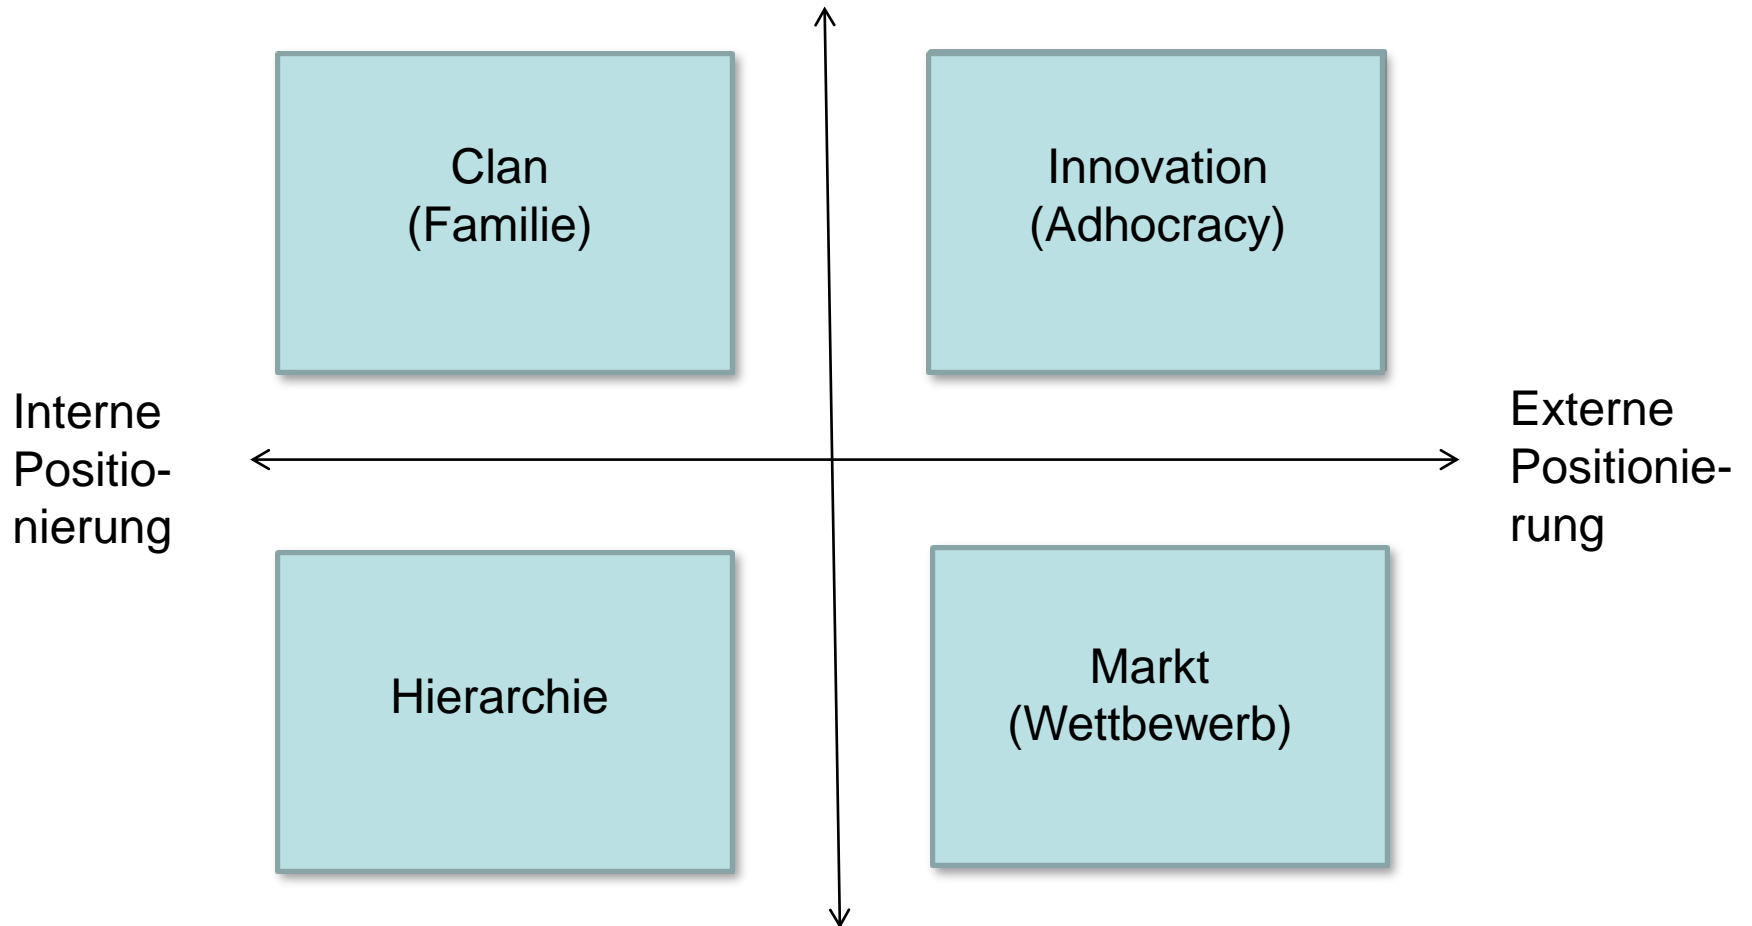 Clan
(Familie)
Innovation
(Adhocracy)
Interne
Positio-
nierung
Externe
Positionie-
rung
Hierarchie
Markt
(Wettbewerb)